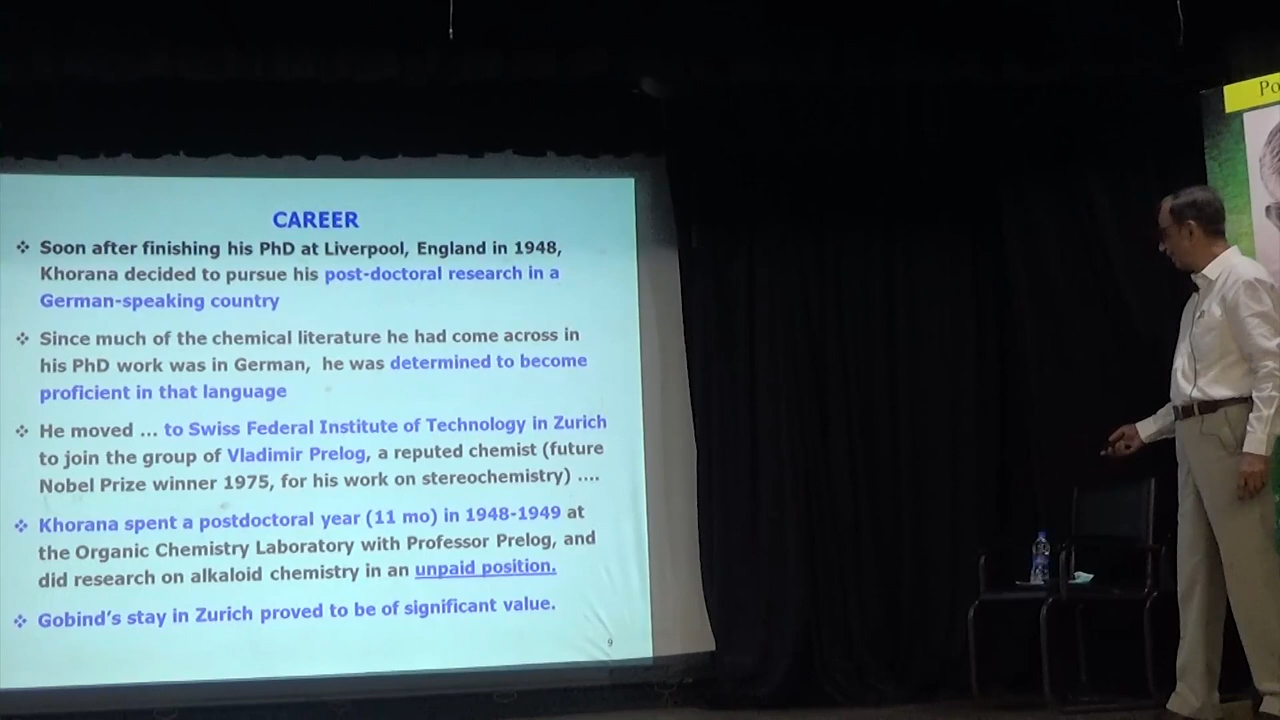 CAREER
❖ Soon after finishing his PhD at Liverpool, England in 1948,
Khorana decided to pursue his post-doctoral research in a
German-speaking country
❖ Since much of the chemical literature he had come across in
his PhD work was in German, he was determined to become
proficient in that language
❖ He moved ... to Swiss Federal Institute of Technology in Zurich
to join the group of Vladimir Prelog, a reputed chemist (future
Nobel Prize winner 1975, for his work on stereochemistry) ....
❖ Khorana spent a postdoctoral year (11 mo) in 1948-1949 at
the Organic Chemistry Laboratory with Professor Prelog, and
did research on alkaloid chemistry in an unpaid position.
❖ Gobind's stay in Zurich proved to be of significant value.
9
Po